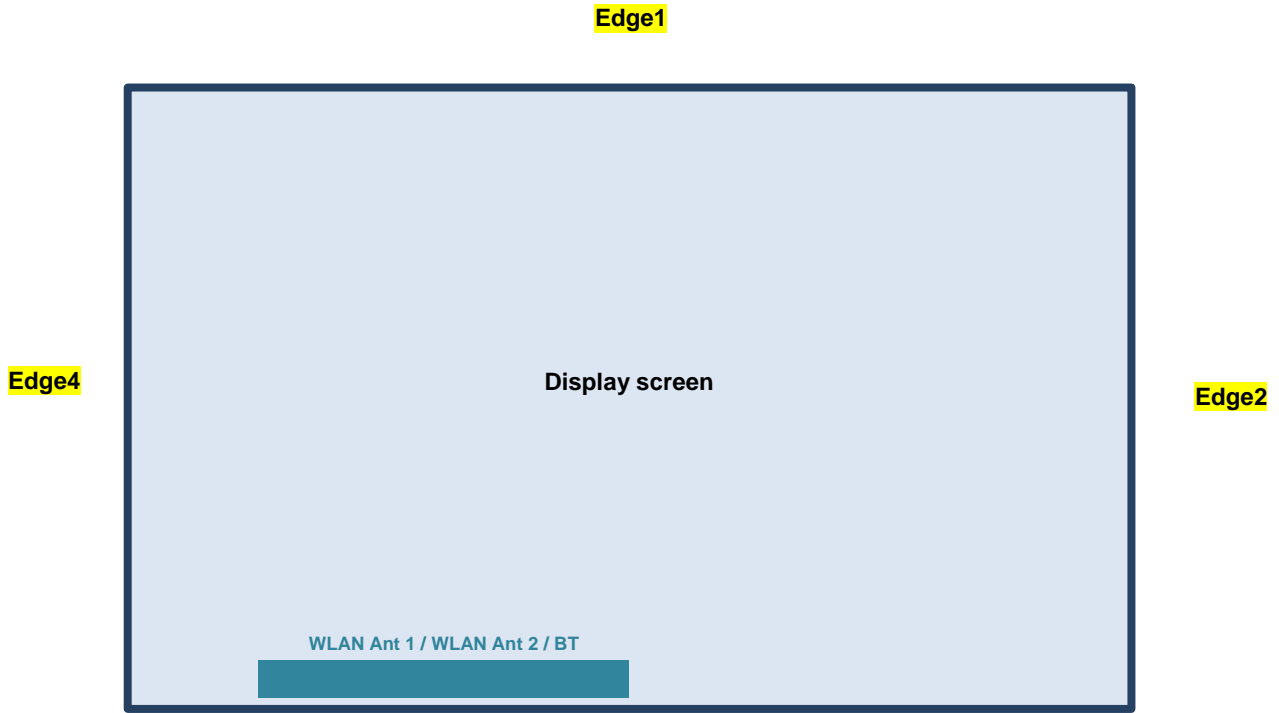 Edge1
Edge4
Display screen
Edge2
WLAN Ant 1 / WLAN Ant 2 / BT